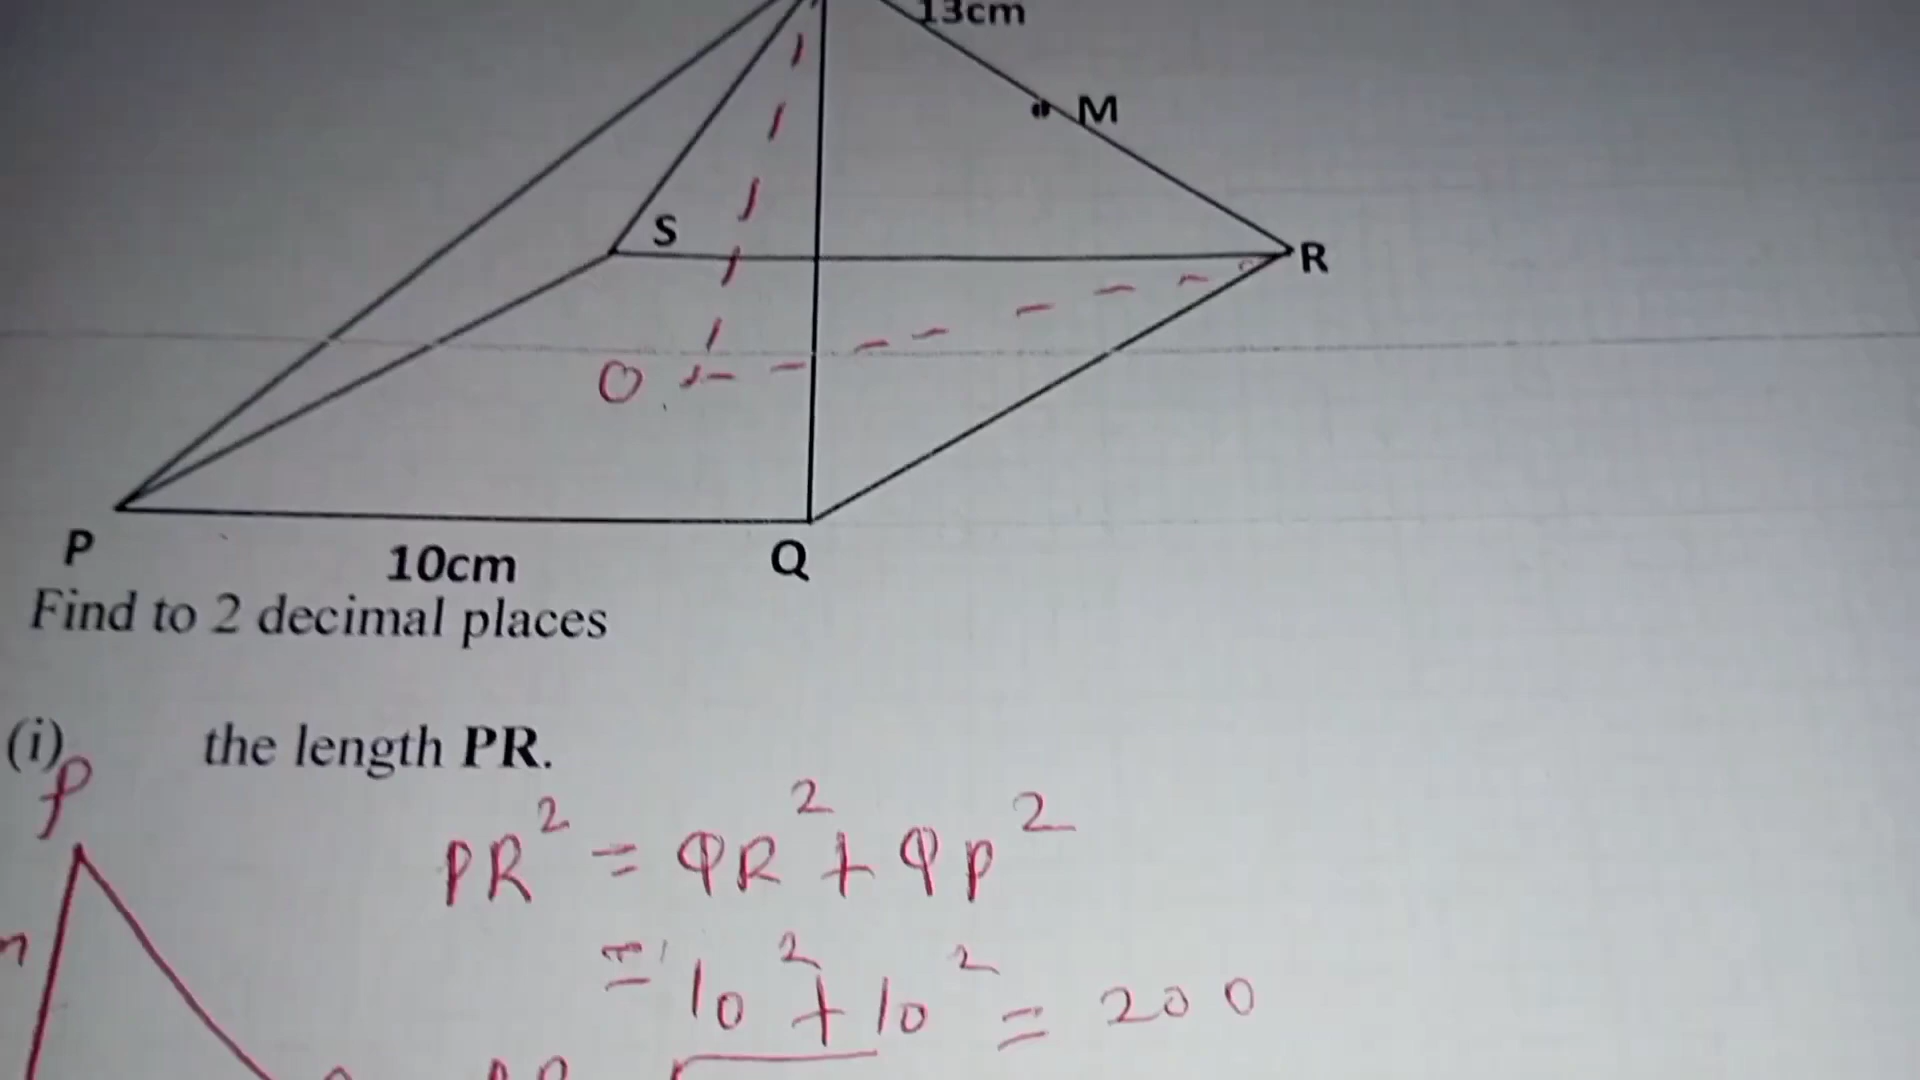 13cm
M
S
R
O
P
10cm
Q
Find to 2 decimal places
(i) the length PR.
P
PR² = QR² + QP²
= 10² + 10² = 200